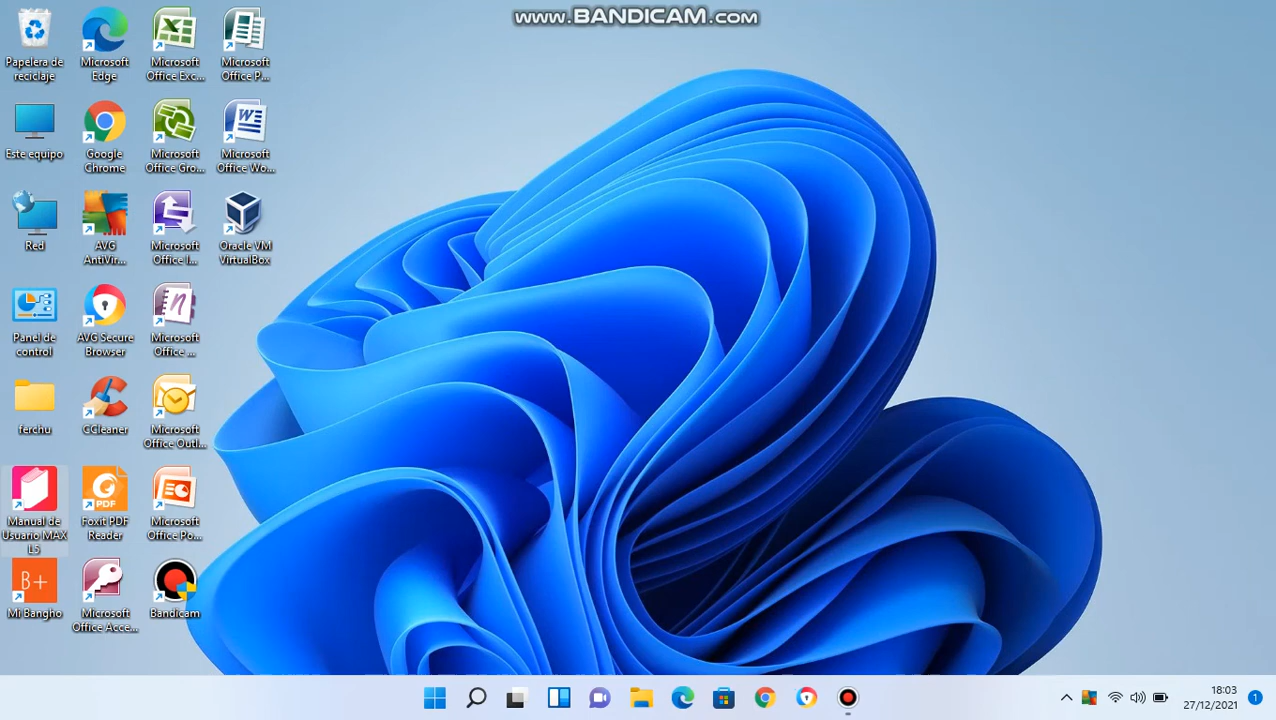 www.BANDICAM.com
Papelera de
reciclaje
Microsoft
Edge
Microsoft
Office Exc...
Microsoft
Office P...
Este equipo
Google
Chrome
Microsoft
Office Gro...
Microsoft
Office Wo...
Red
AVG
AntiVir...
Microsoft
Office I...
Oracle VM
VirtualBox
Panel de
control
AVG Secure
Browser
Microsoft
Office ...
ferchu
CCleaner
Microsoft
Office Outl...
Manual de
Usuario MAX
L5
PDF
Foxit PDF
Reader
Microsoft
Office Po...
B+
Mi Bangho
Microsoft
Office Acce...
Bandicam
18:03
27/12/2021
1